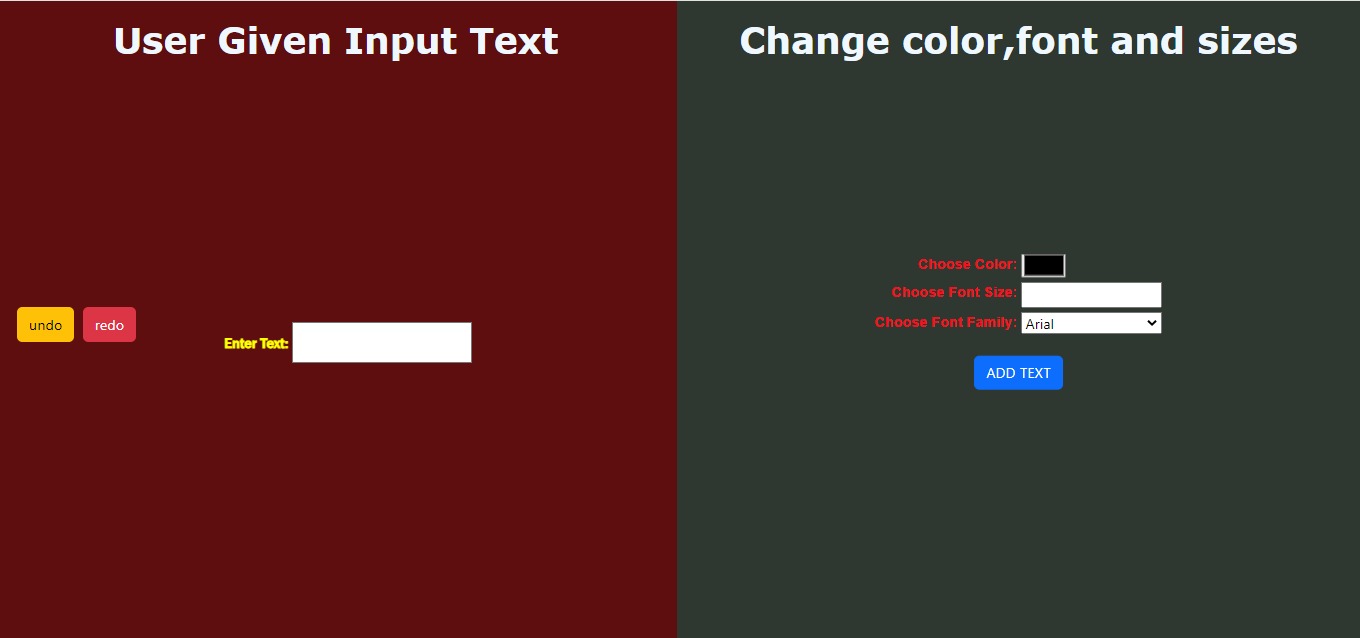 User Given Input Text
undo
redo
Enter Text:
Change color,font and sizes
Choose Color:
Choose Font Size:
Choose Font Family: Arial
ADD TEXT